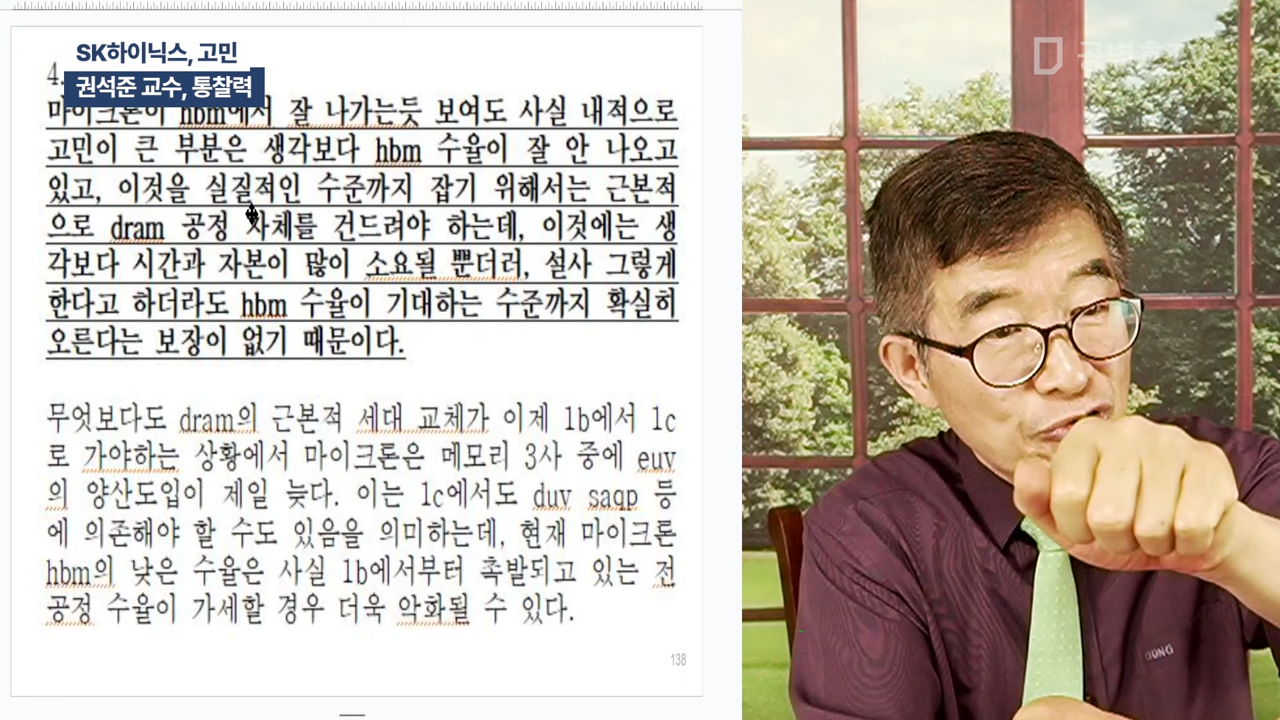 SK하이닉스, 고민
4.
권석준 교수, 통찰력
마이크론이 hbm에서 잘 나가는듯 보여도 사실 내적으로
고민이 큰 부분은 생각보다 hbm 수율이 잘 안 나오고
있고, 이것을 실질적인 수준까지 잡기 위해서는 근본적
으로 dram 공정 자체를 건드려야 하는데, 이것에는 생
각보다 시간과 자본이 많이 소요될 뿐더러, 설사 그렇게
한다고 하더라도 hbm 수율이 기대하는 수준까지 확실히
오른다는 보장이 없기 때문이다.
무엇보다도 dram의 근본적 세대 교체가 이제 1b에서 1c
로 가야하는 상황에서 마이크론은 메모리 3사 중에 euv
의 양산도입이 제일 늦다. 이는 1c에서도 duv saqp 등
에 의존해야 할 수도 있음을 의미하는데, 현재 마이크론
hbm의 낮은 수율은 사실 1b에서부터 촉발되고 있는 전
공정 수율이 가세할 경우 더욱 악화될 수 있다.
138